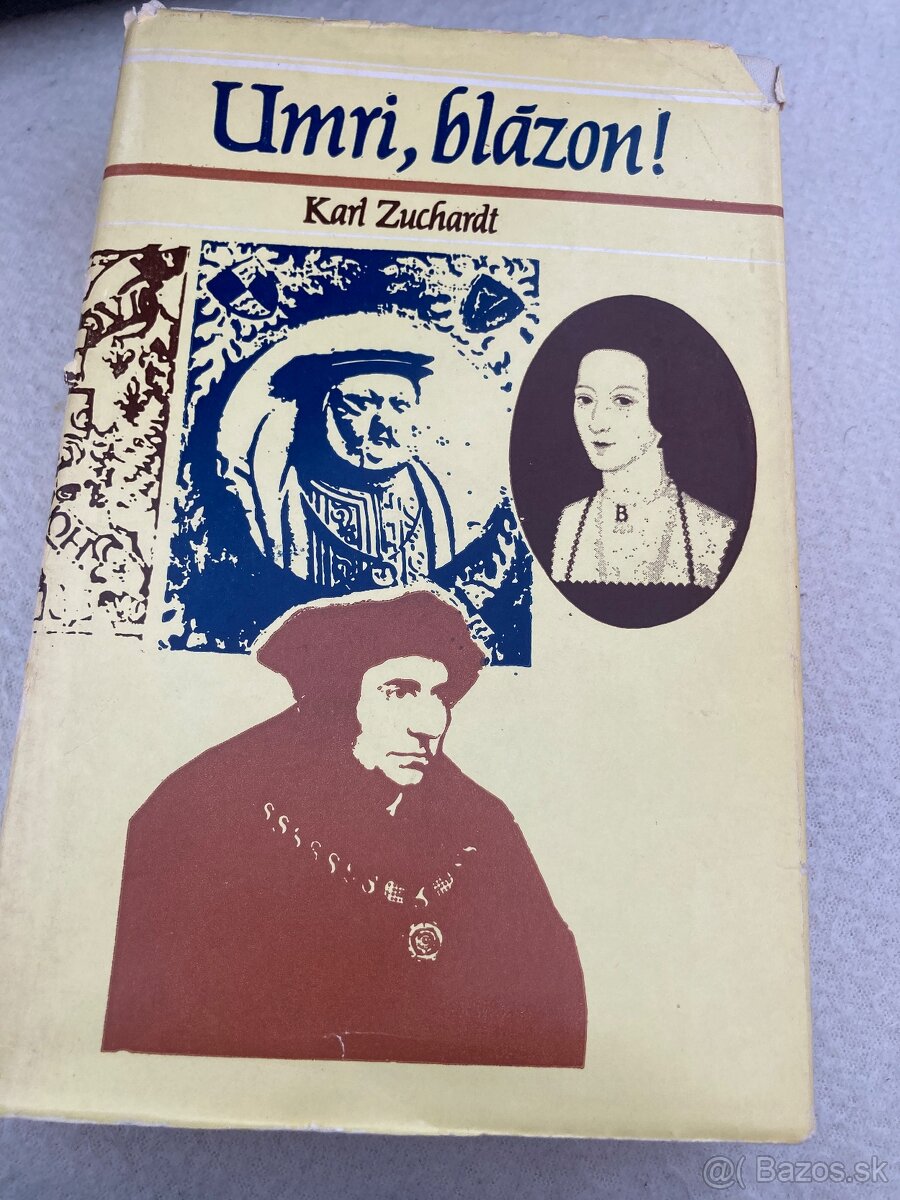 Umri, blázon!
Karl Zuchardt
B
@( Bazos.sk